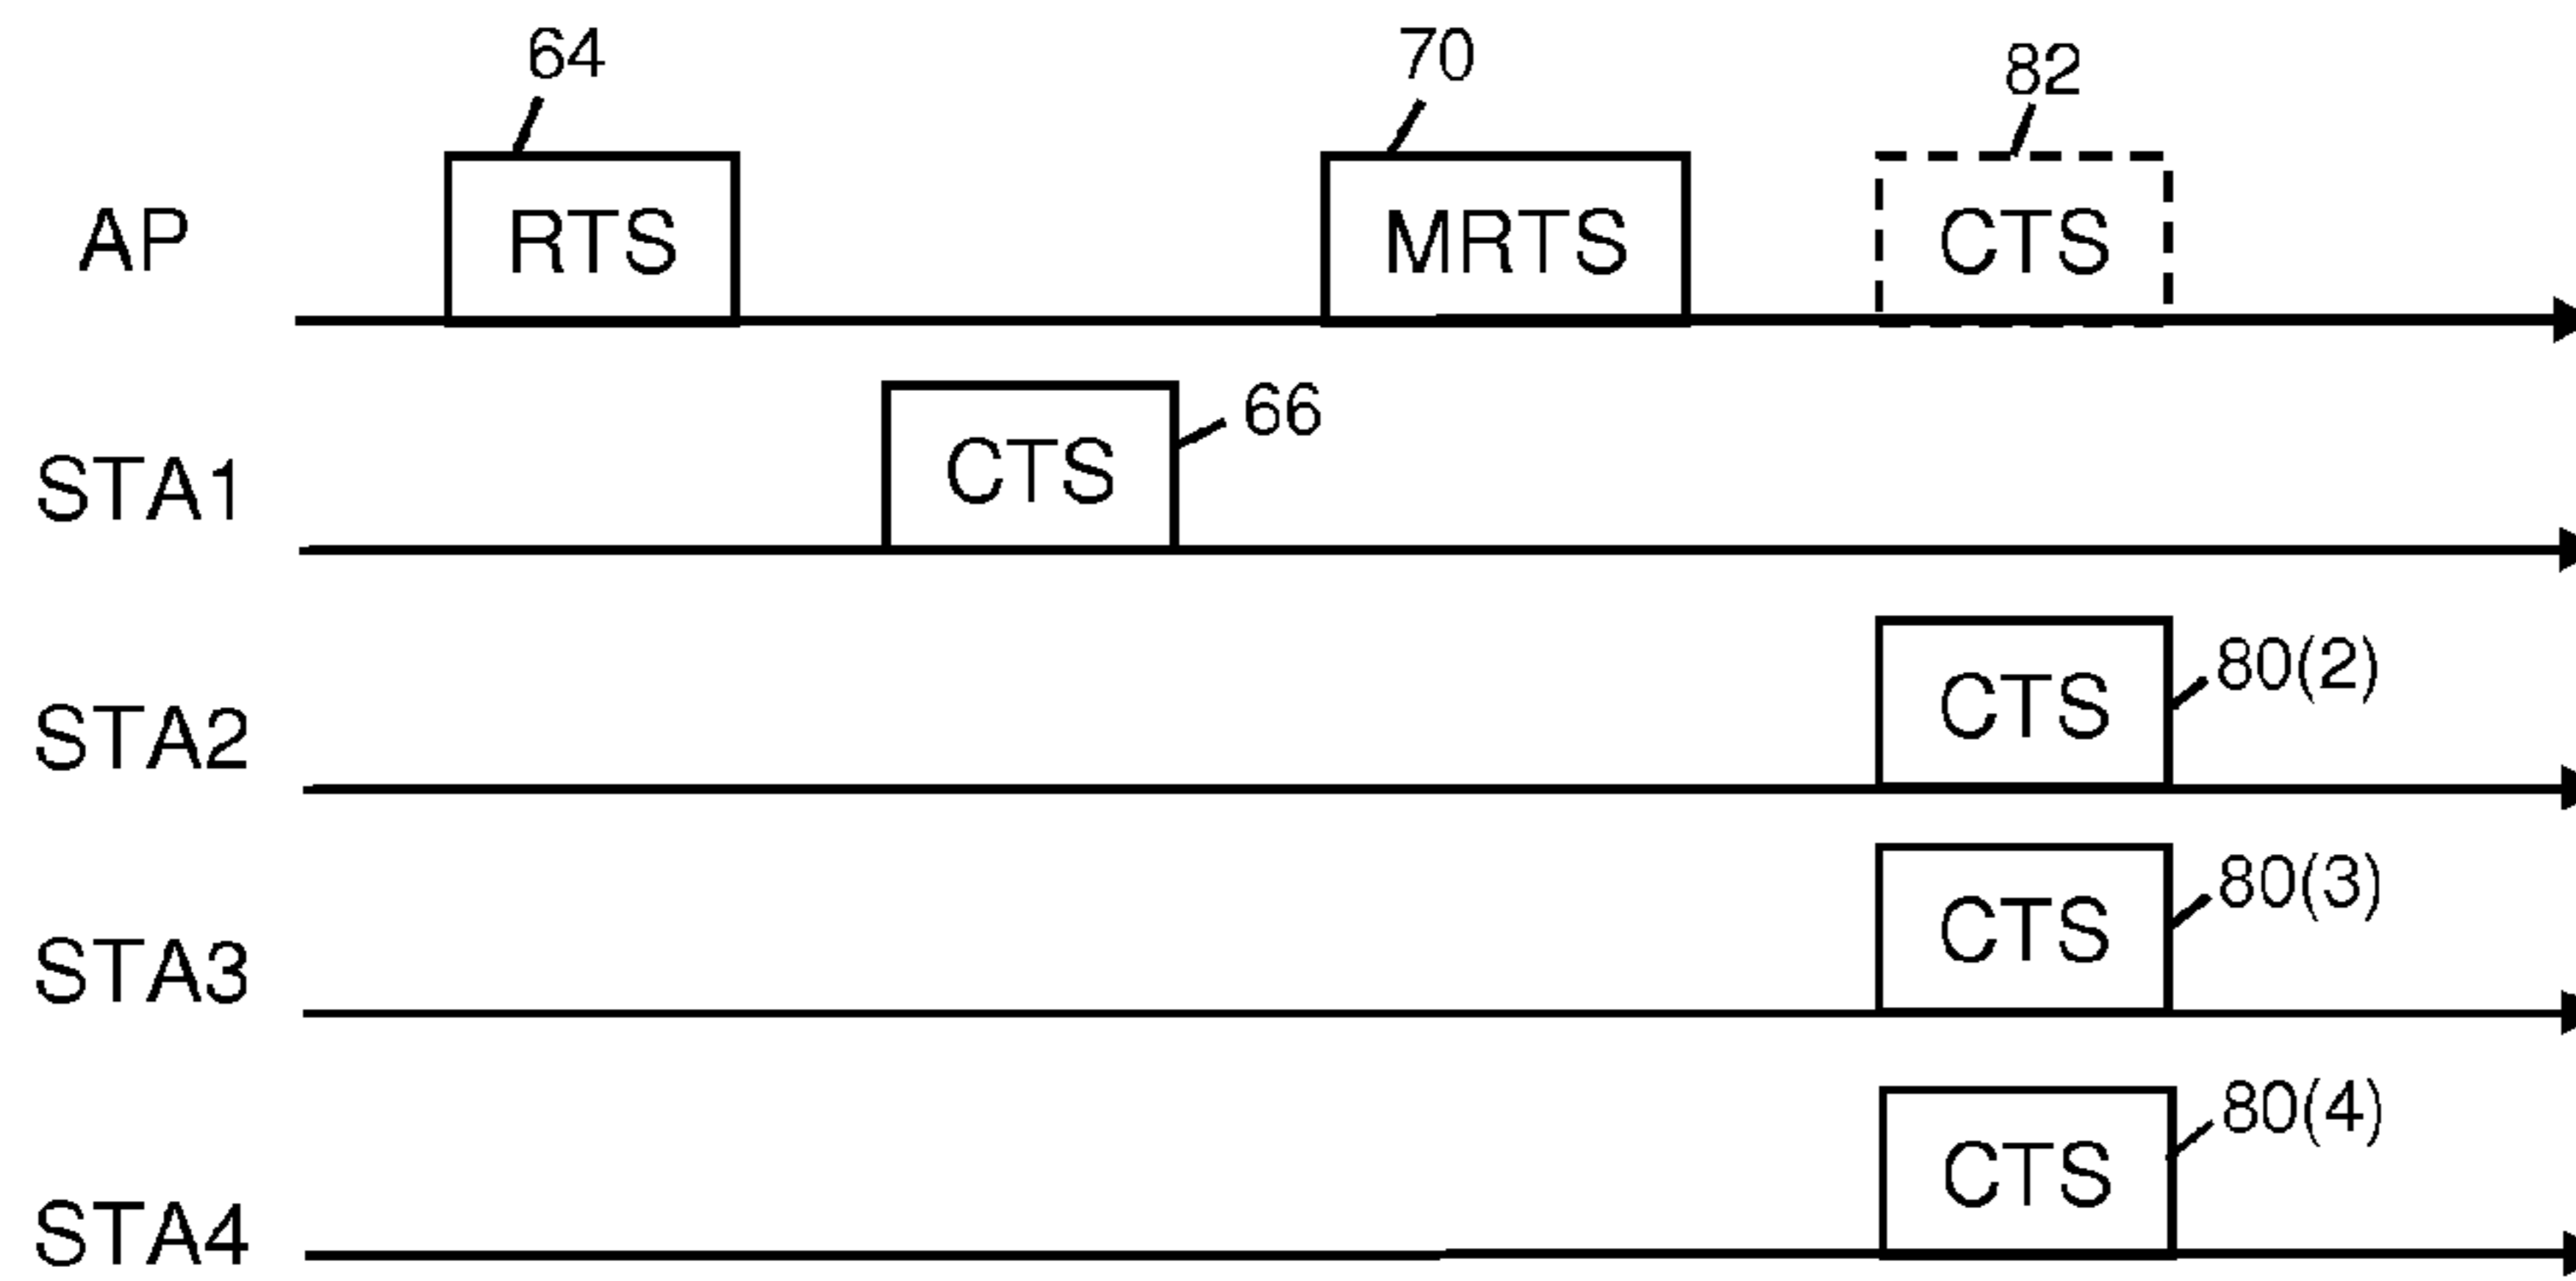 64 70 82
AP RTS MRTS CTS
STA1 CTS 66
STA2 CTS 80(2)
STA3 CTS 80(3)
STA4 CTS 80(4)